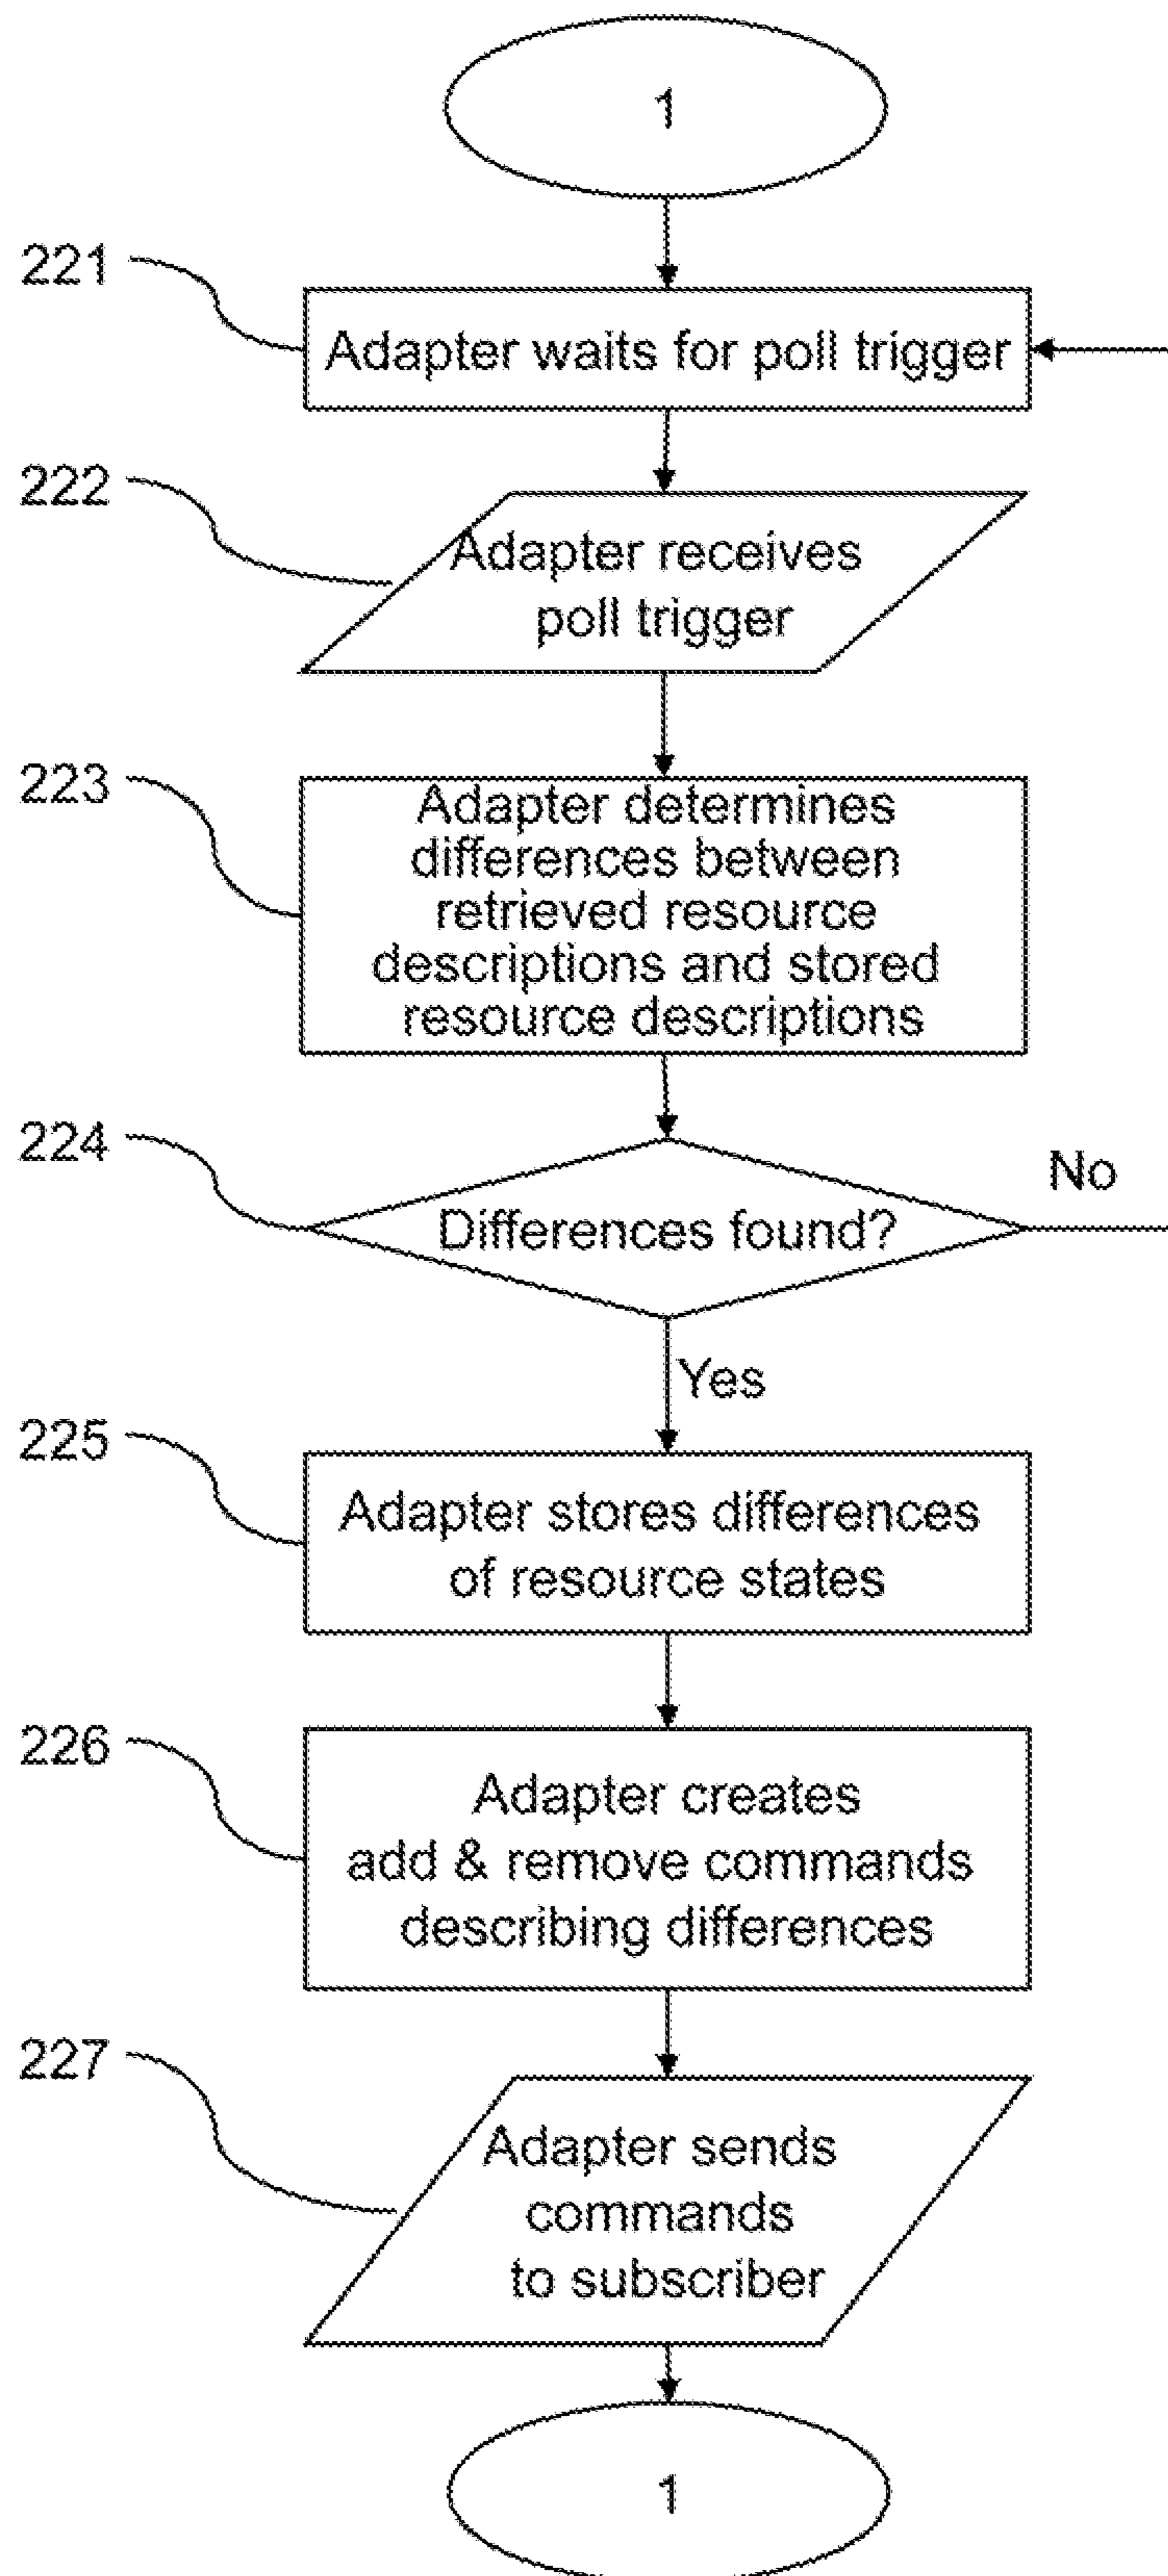 1
221
Adapter waits for poll trigger
222
Adapter receives
poll trigger
223
Adapter determines
differences between
retrieved resource
descriptions and stored
resource descriptions
224
Differences found?
No
Yes
225
Adapter stores differences
of resource states
226
Adapter creates
add & remove commands
describing differences
227
Adapter sends
commands
to subscriber
1